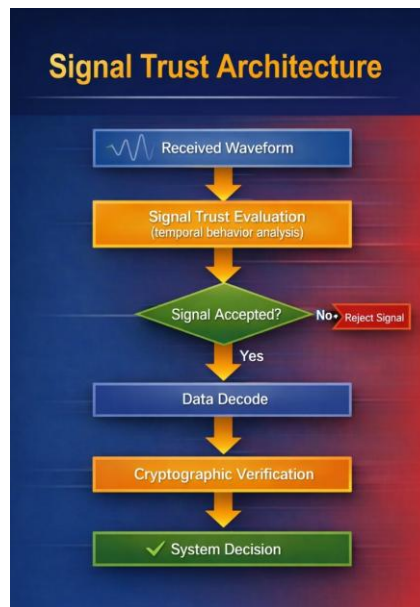 Signal Trust Architecture
Received Waveform
Signal Trust Evaluation
(temporal behavior analysis)
Signal Accepted?
No
Reject Signal
Yes
Data Decode
Cryptographic Verification
System Decision